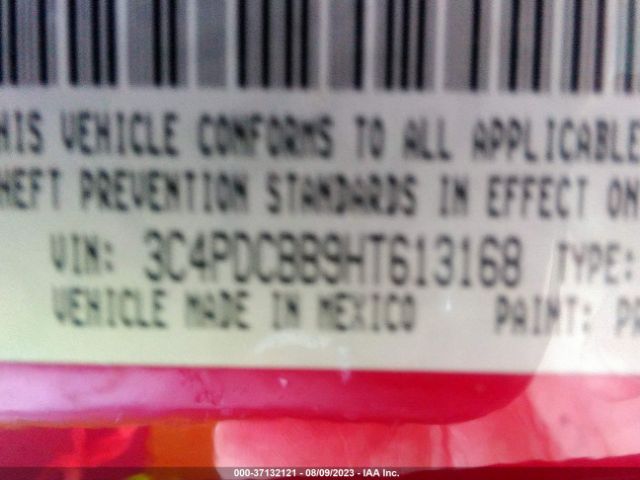 HIS VEHICLE CONFORMS TO ALL APPLICABLE
HEFT PREVENTION STANDARDS IN EFFECT ON
VIN: 3C4PDCBB9HT613168 TYPE:
VEHICLE MADE IN MEXICO PAINT: PR
000-37132121 - 08/09/2023 - IAA Inc.